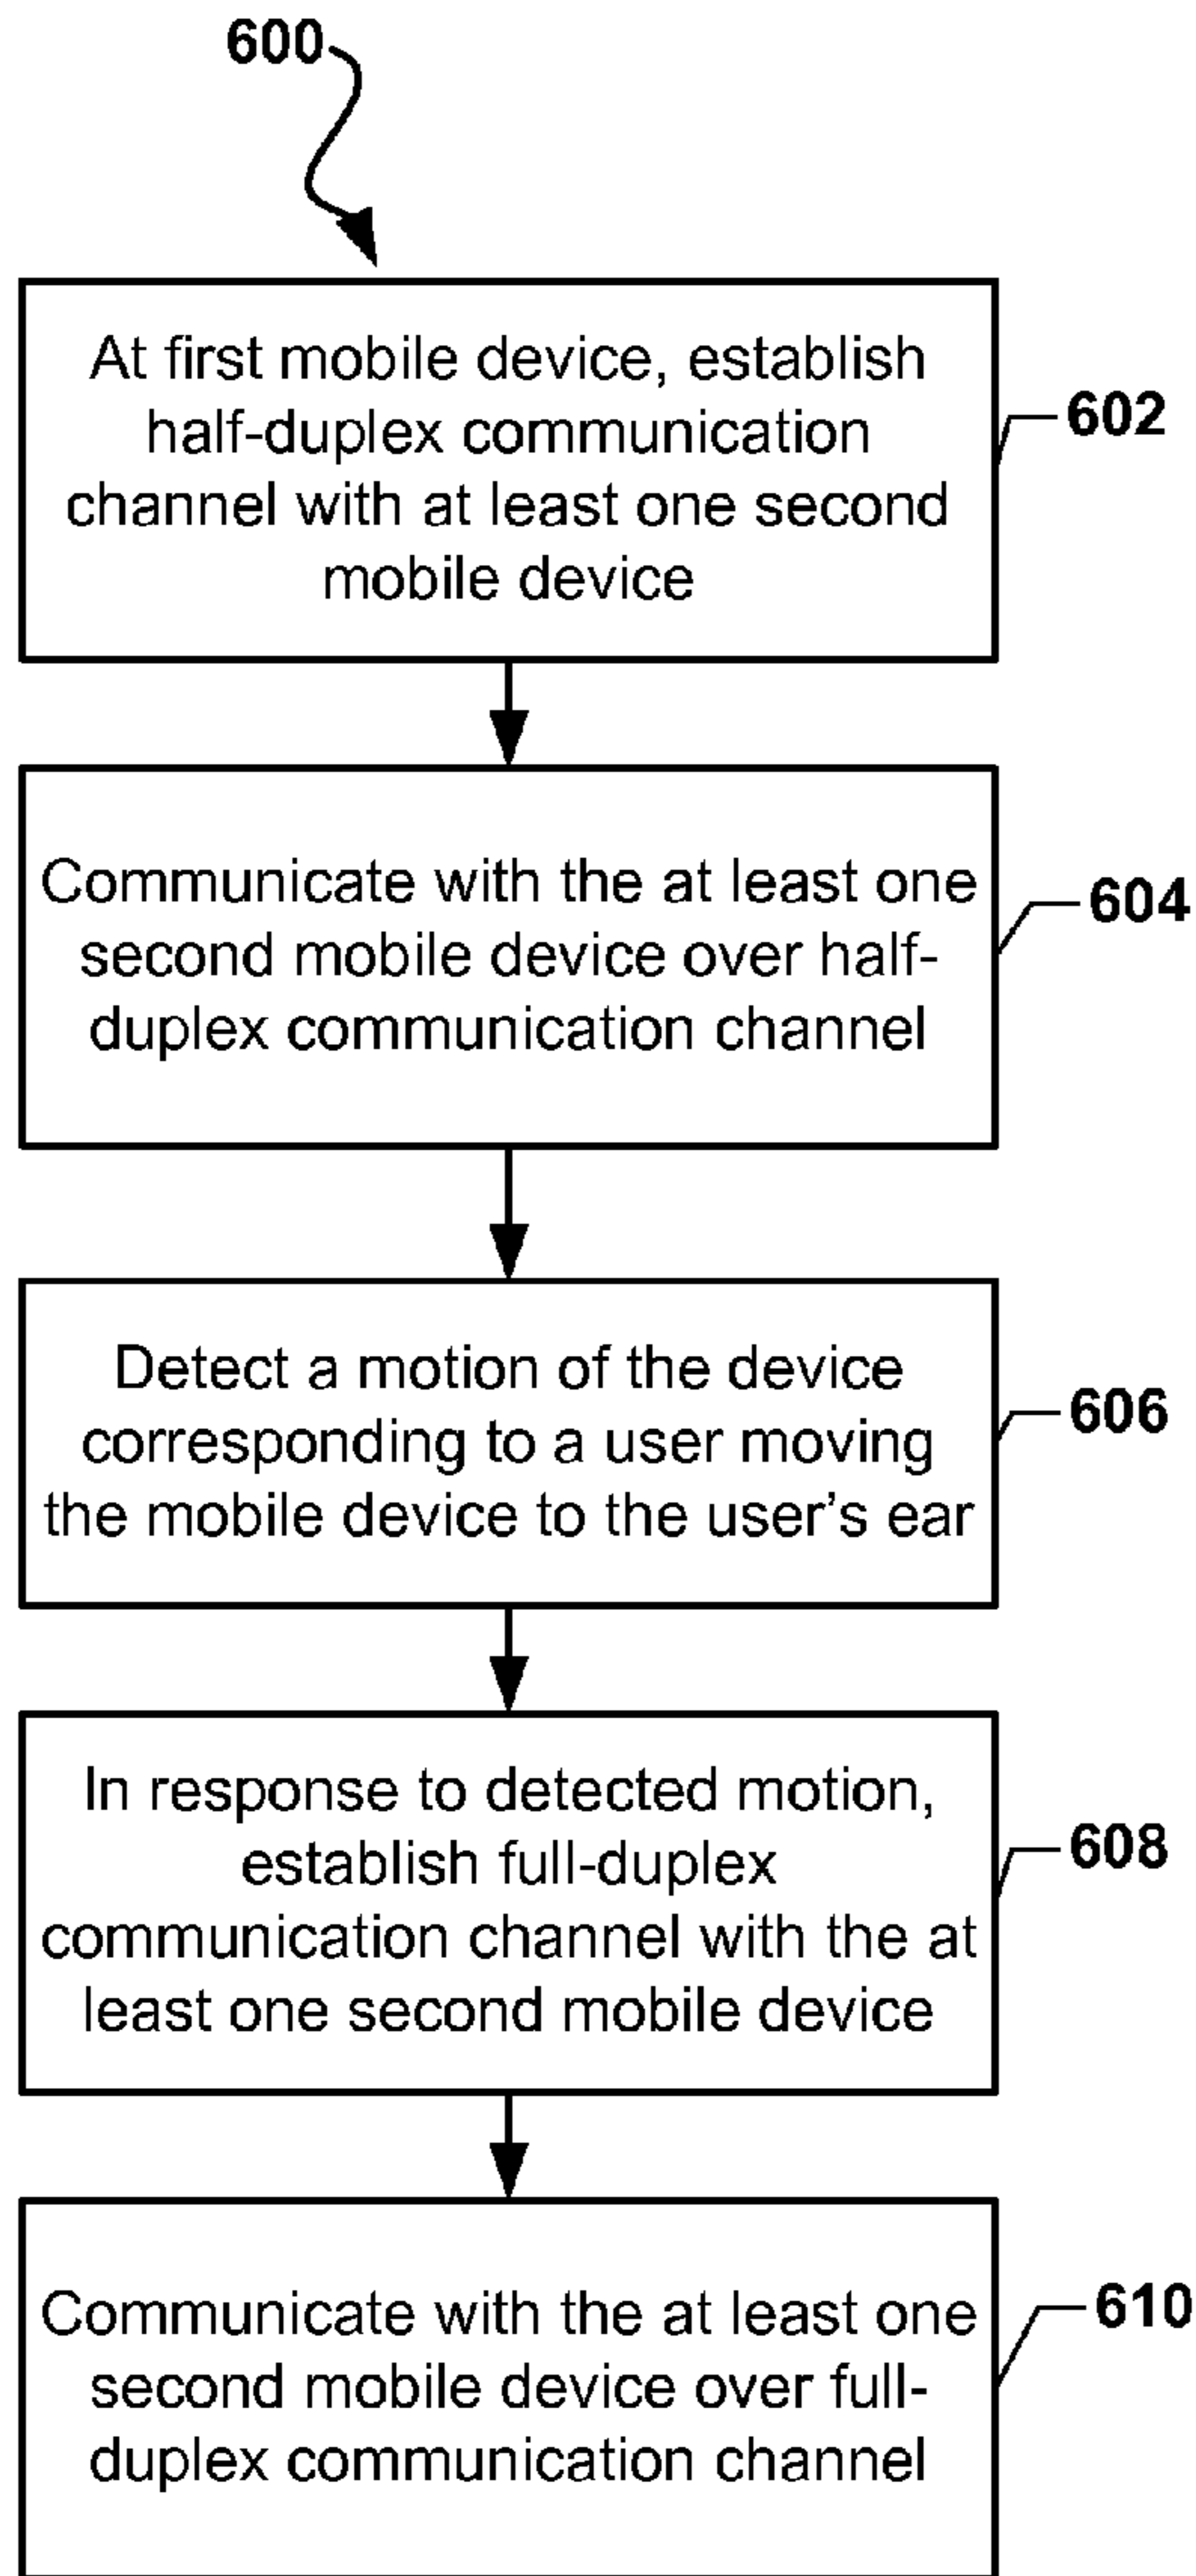 600
At first mobile device, establish
half-duplex communication
channel with at least one second
mobile device
602
Communicate with the at least one
second mobile device over half-
duplex communication channel
604
Detect a motion of the device
corresponding to a user moving
the mobile device to the user's ear
606
In response to detected motion,
establish full-duplex
communication channel with the at
least one second mobile device
608
Communicate with the at least one
second mobile device over full-
duplex communication channel
610